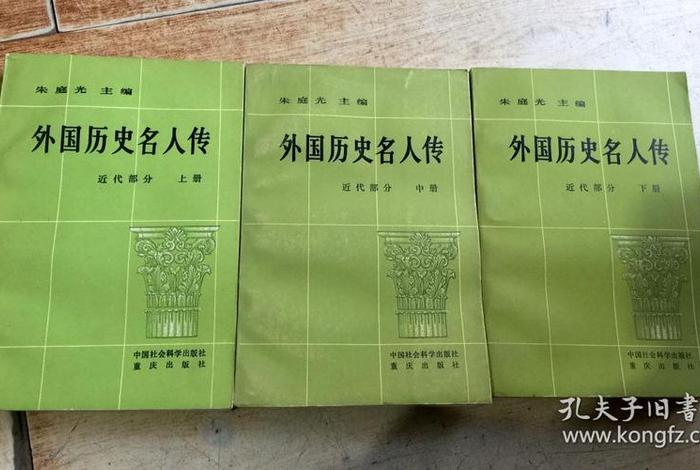 朱庭光 主编
外国历史名人传
近代部分 上册
中国社会科学出版社
重庆出版社
朱庭光 主编
外国历史名人传
近代部分 中册
中国社会科学出版社
重庆出版社
朱庭光 主编
外国历史名人传
近代部分 下册
中国社会科学出版社
重庆出版社
孔夫子旧书
www.kongfz.co